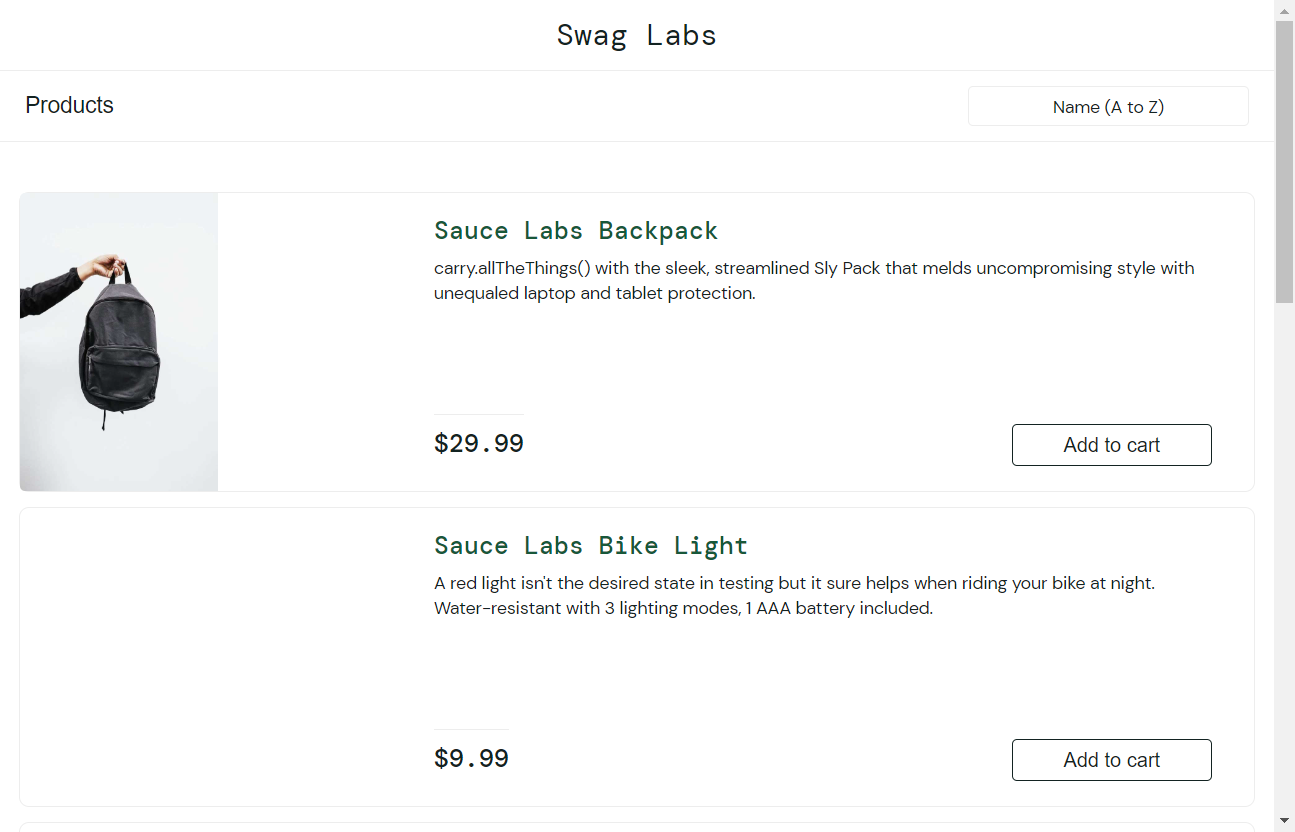 Swag Labs
Products
Name (A to Z)
Sauce Labs Backpack
carry.allTheThings() with the sleek, streamlined Sly Pack that melds uncompromising style with
unequaled laptop and tablet protection.
$29.99
Add to cart
Sauce Labs Bike Light
A red light isn't the desired state in testing but it sure helps when riding your bike at night.
Water-resistant with 3 lighting modes, 1 AAA battery included.
$9.99
Add to cart